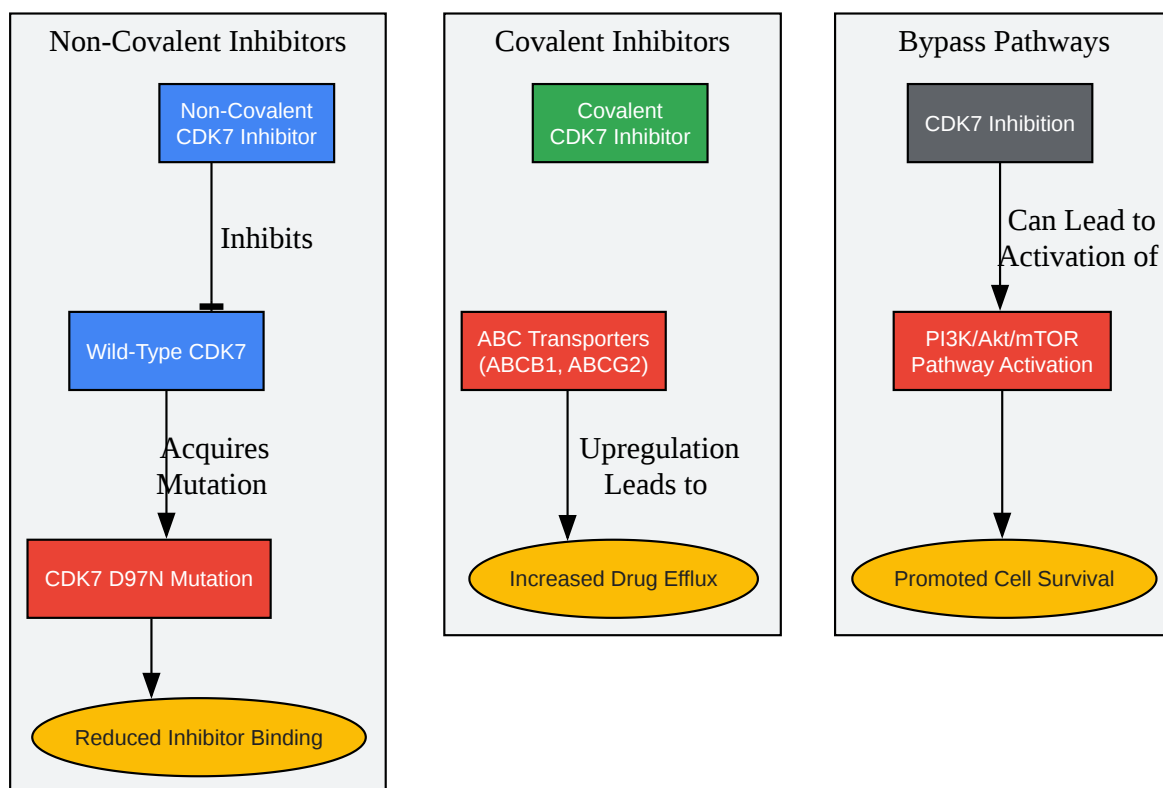 Non-Covalent Inhibitors
Non-Covalent
CDK7 Inhibitor
Inhibits
Wild-Type CDK7
Acquires
Mutation
CDK7 D97N Mutation
Reduced Inhibitor Binding
Covalent Inhibitors
Covalent
CDK7 Inhibitor
ABC Transporters
(ABCB1, ABCG2)
Upregulation
Leads to
Increased Drug Efflux
Bypass Pathways
CDK7 Inhibition
Can Lead to
Activation of
PI3K/Akt/mTOR
Pathway Activation
Promoted Cell Survival